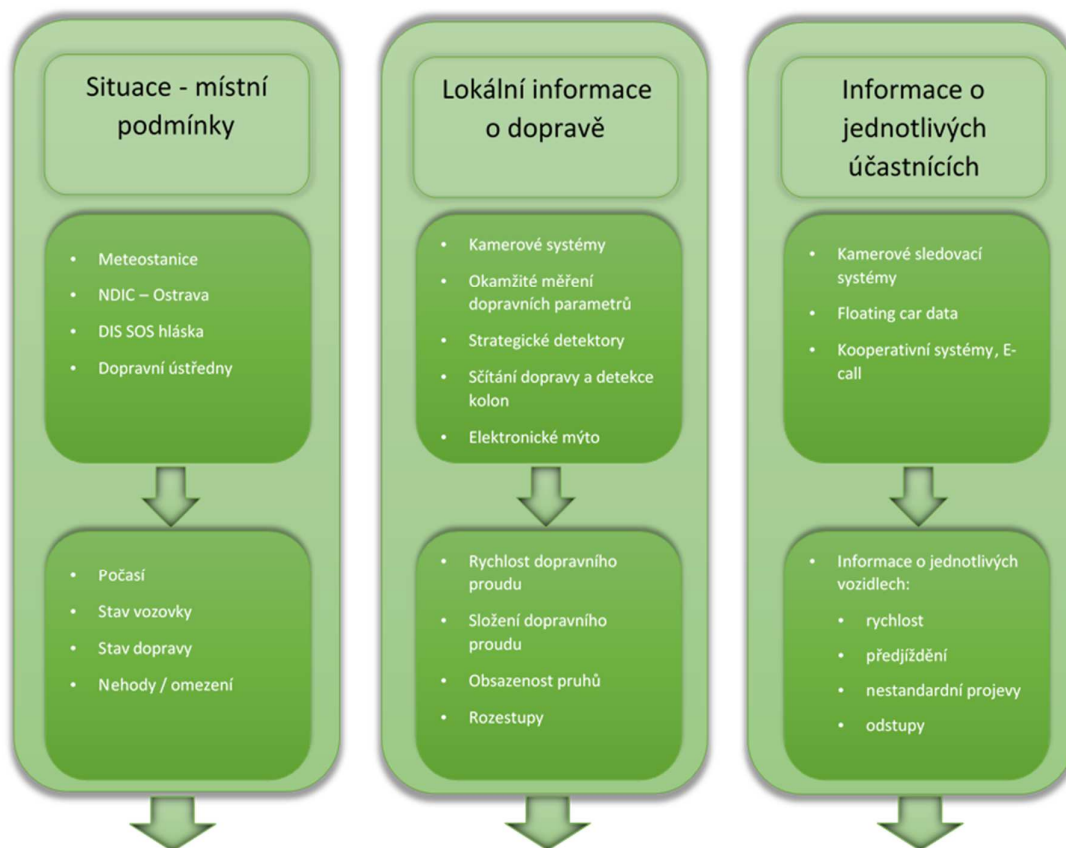 Situace - místní
podmínky
• Meteostanice
• NDIC – Ostrava
• DIS SOS hláska
• Dopravní ústředny
• Počasí
• Stav vozovky
• Stav dopravy
• Nehody / omezení
Lokální informace
o dopravě
• Kamerové systémy
• Okamžité měření
dopravních parametrů
• Strategické detektory
• Sčítání dopravy a detekce
kolon
• Elektronické mýto
• Rychlost dopravního
proudu
• Složení dopravního
proudu
• Obsazenost pruhů
• Rozestupy
Informace o
jednotlivých
účastnících
• Kamerové sledovací
systémy
• Floating car data
• Kooperativní systémy, E-
call
• Informace o jednotlivých
vozidlech:
• rychlost
• předjíždění
• nestandardní projevy
• odstupy